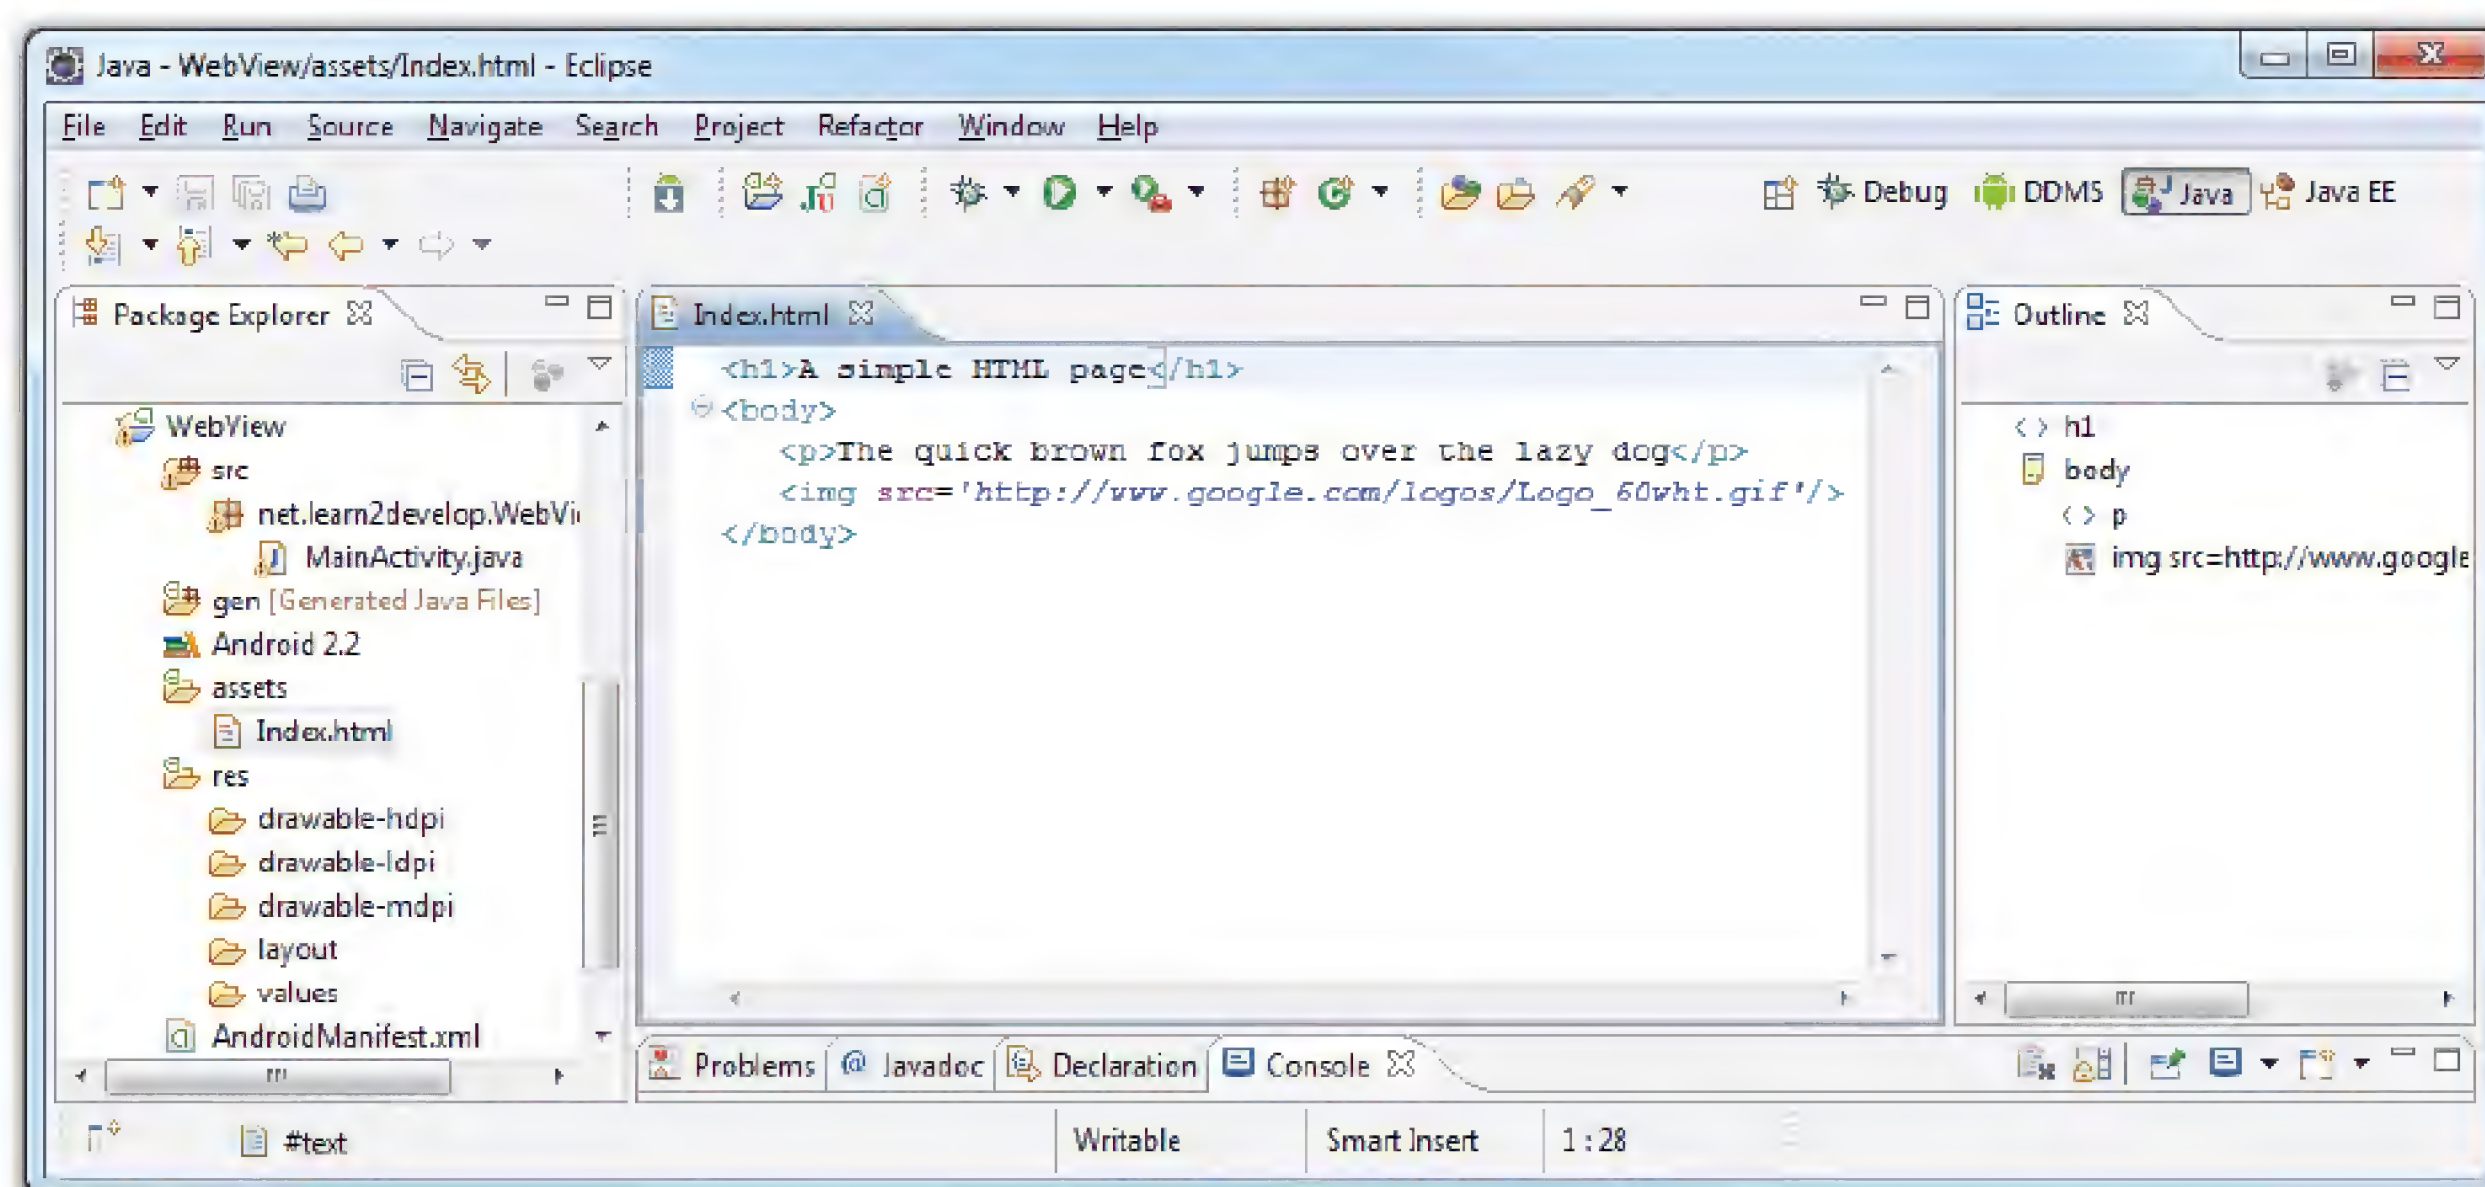 Java - WebView/assets/Index.html - Eclipse
File Edit Run Source Navigate Search Project Refactor Window Help
Debug DDMS Java Java EE
Package Explorer
WebView
src
net.learn2develop.WebVi
MainActivity.java
gen [Generated Java Files]
Android 2.2
assets
Index.html
res
drawable-hdpi
drawable-ldpi
drawable-mdpi
layout
values
AndroidManifest.xml
Index.html
<h1>A simple HTML page</h1>
<body>
<p>The quick brown fox jumps over the lazy dog</p>
<img src='http://www.google.com/logos/Logo_60wht.gif'/>
</body>
Outline
<> h1
body
<> p
img src=http://www.google
Problems @ Javadoc Declaration Console
#text Writable Smart Insert 1 : 28